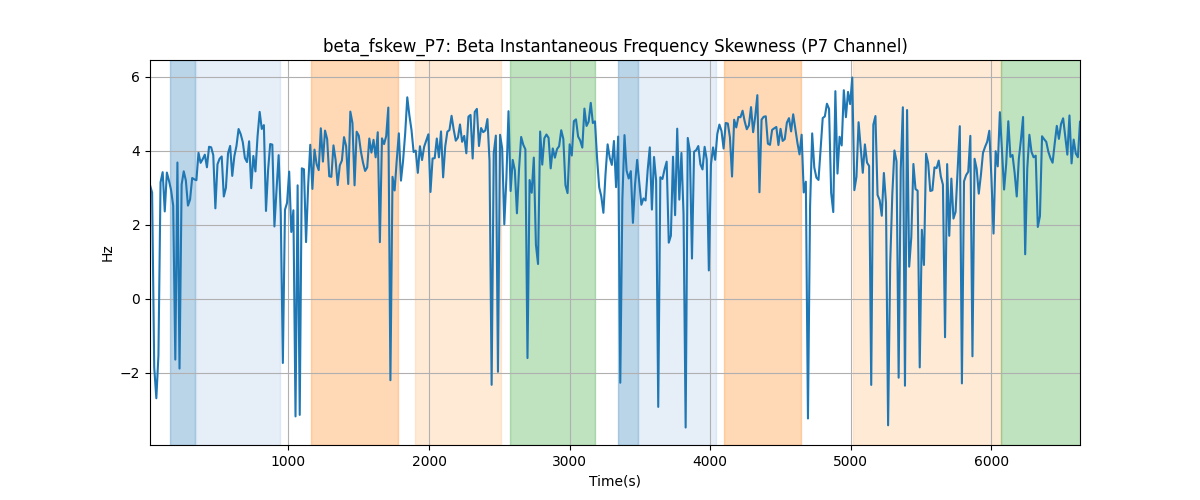 beta_fskew_P7: Beta Instantaneous Frequency Skewness (P7 Channel)
6
4
2
0
−2
Hz
1000 2000 3000 4000 5000 6000
Time(s)